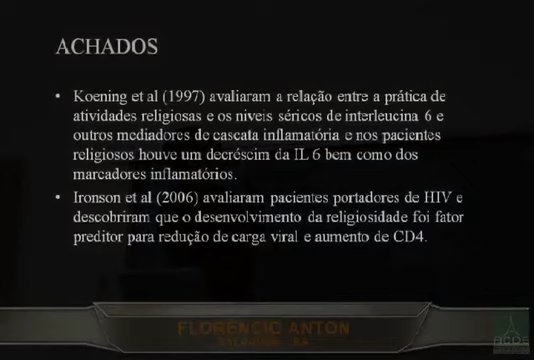 ACHADOS
• Koening et al (1997) avaliaram a relação entre a prática de
atividades religiosas e os niveis séricos de interleucina 6 e
outros mediadores de cascata inflamatória e nos pacientes
religiosos houve um decréscim da IL 6 bem como dos
marcadores inflamatórios.
• Ironson et al (2006) avaliaram pacientes portadores de HIV e
descobriram que o desenvolvimento da religiosidade foi fator
preditor para redução de carga viral e aumento de CD4.
FLORÊNCIO ANTON